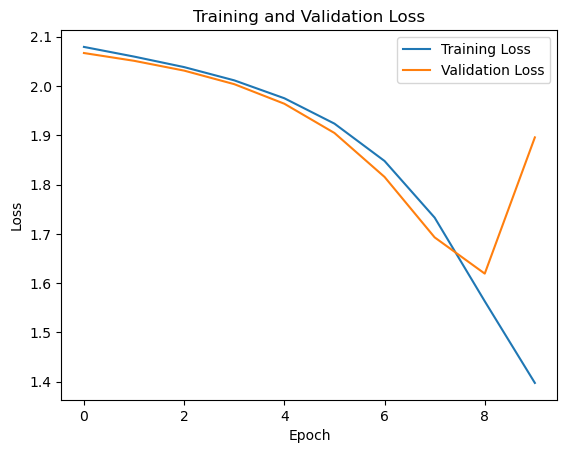 Training and Validation Loss
2.1
2.0
1.9
1.8
1.7
1.6
1.5
1.4
Loss
Training Loss
Validation Loss
0
2
4
6
8
Epoch